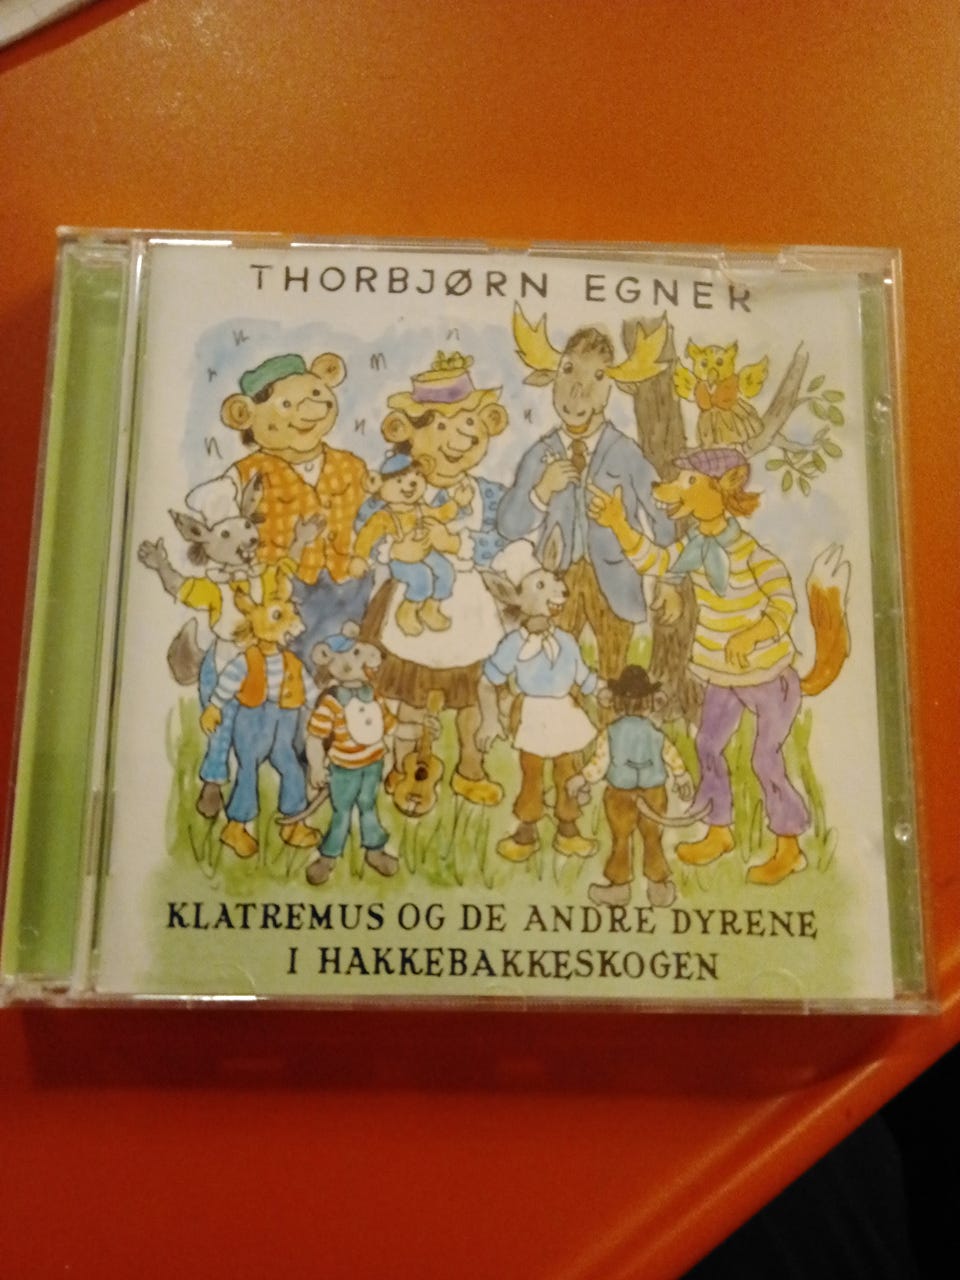 THORBJØRN EGNER
KLATREMUS OG DE ANDRE DYRENE
I HAKKEBAKKESKOGEN